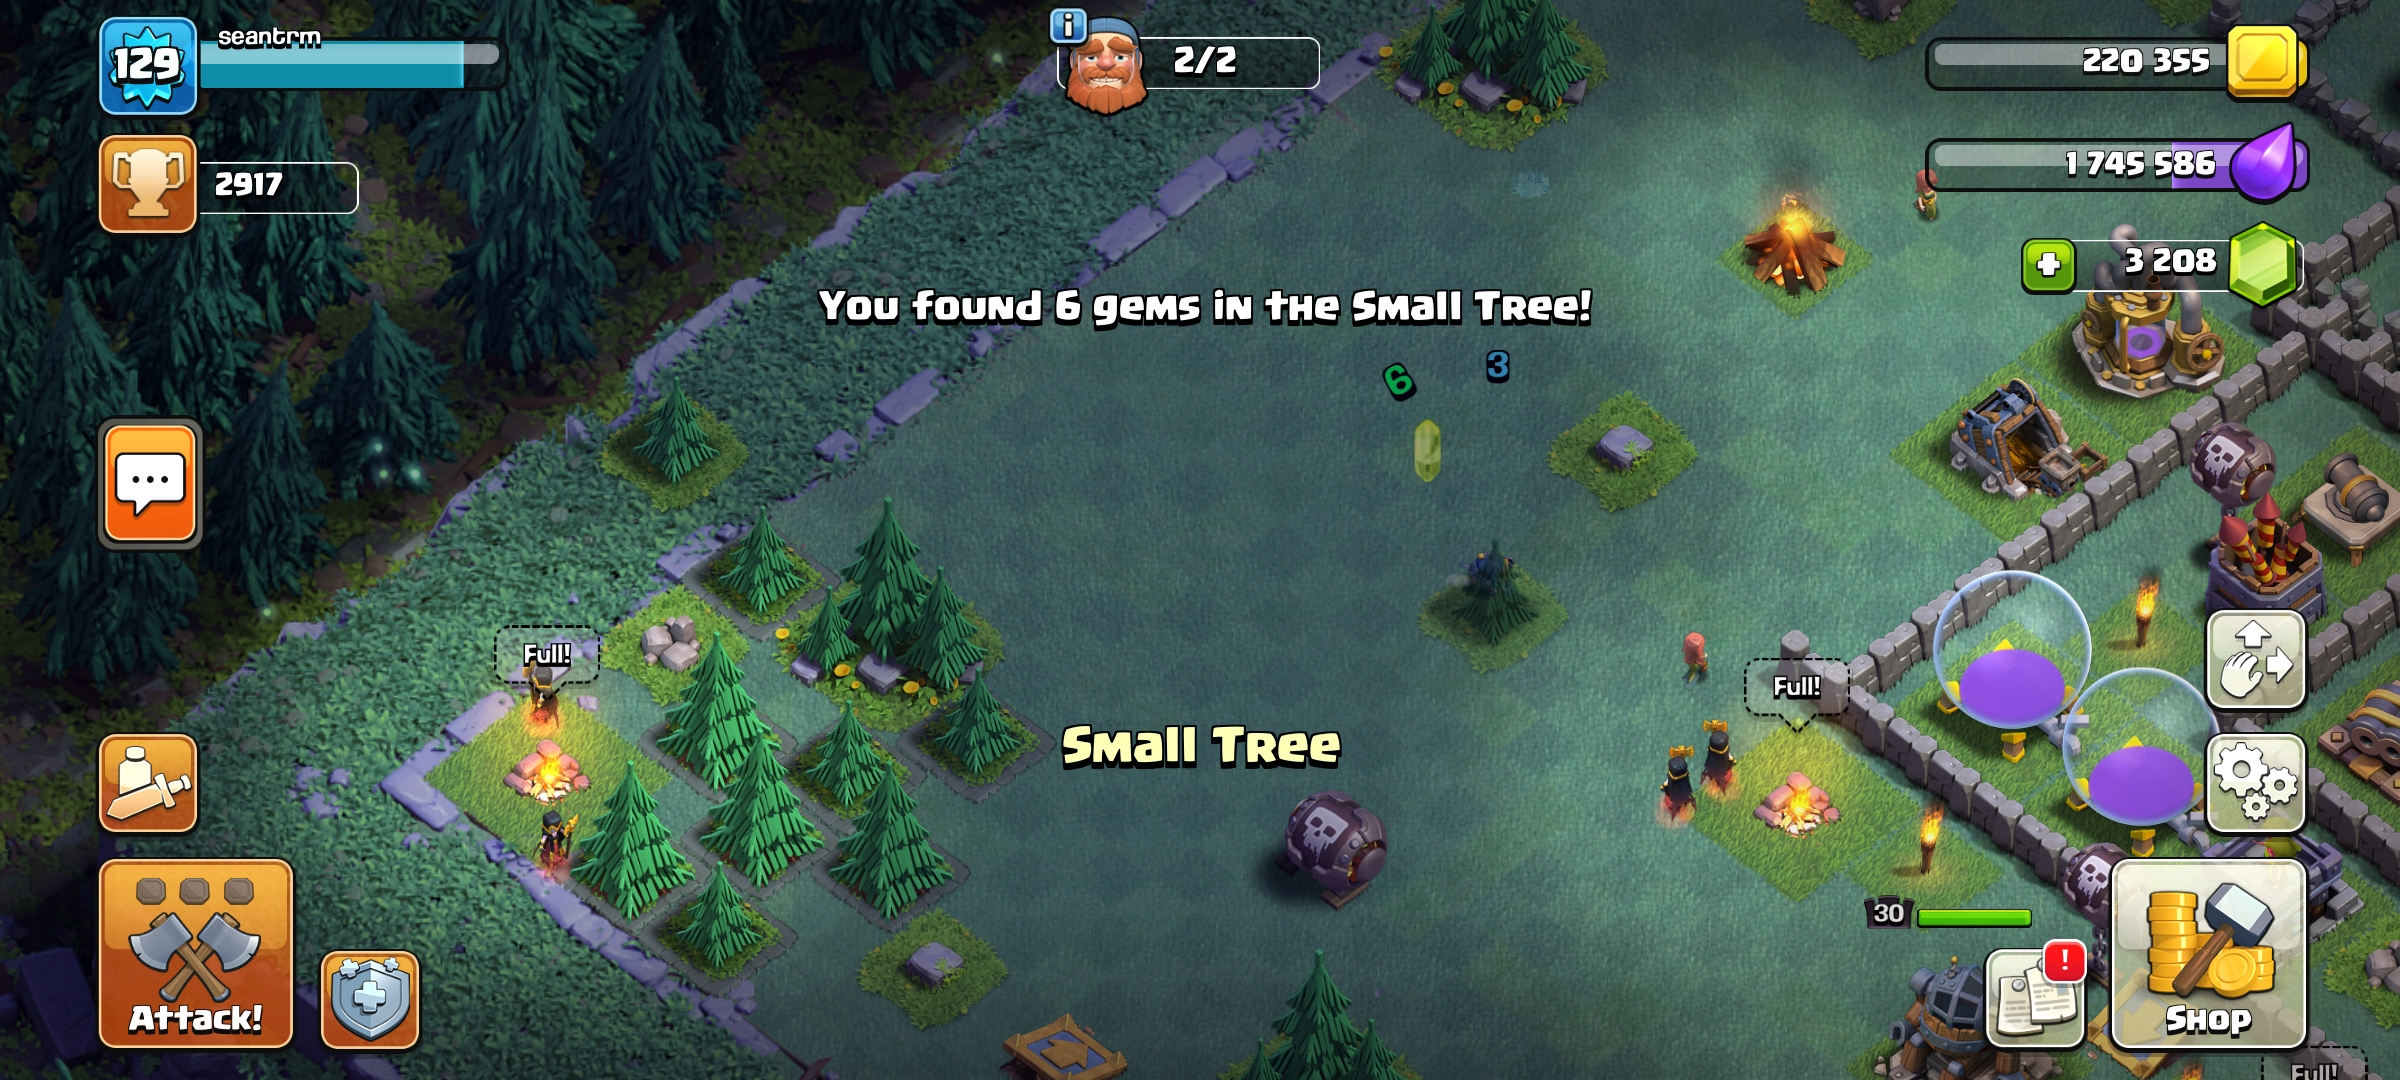 129
seantrm
2/2
220 355
2917
1 745 586
3 208
You found 6 gems in the Small Tree!
6
3
Full!
Full!
Small Tree
30
!
Attack!
Shop
Full!